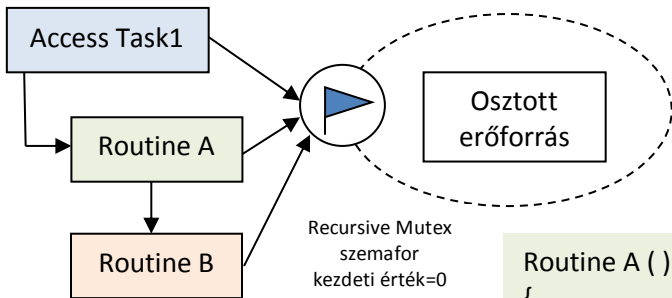 Access Task1
Routine A
Routine B
Osztott
erőforrás
Recursive Mutex
szemafor
kezdeti érték=0
Routine A ( )
{